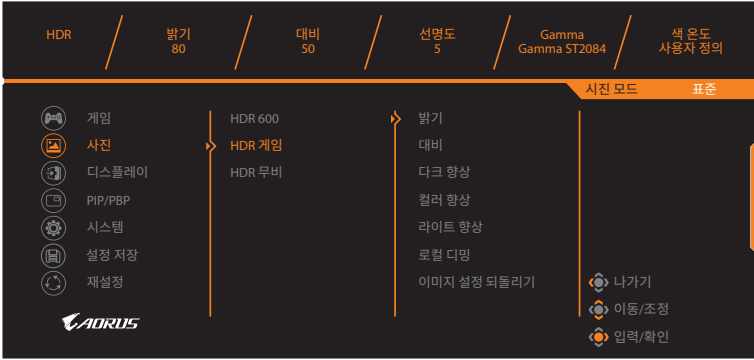 HDR
밝기
80
대비
50
선명도
5
Gamma
Gamma ST2084
색 온도
사용자 정의
시진 모드
표준
게임
사진
디스플레이
PIP/PBP
시스템
설정 저장
재설정
HDR 600
HDR 게임
HDR 무비
밝기
대비
다크 향상
컬러 향상
라이트 향상
로컬 디밍
이미지 설정 되돌리기
나가기
이동/조정
입력/확인
AORUS